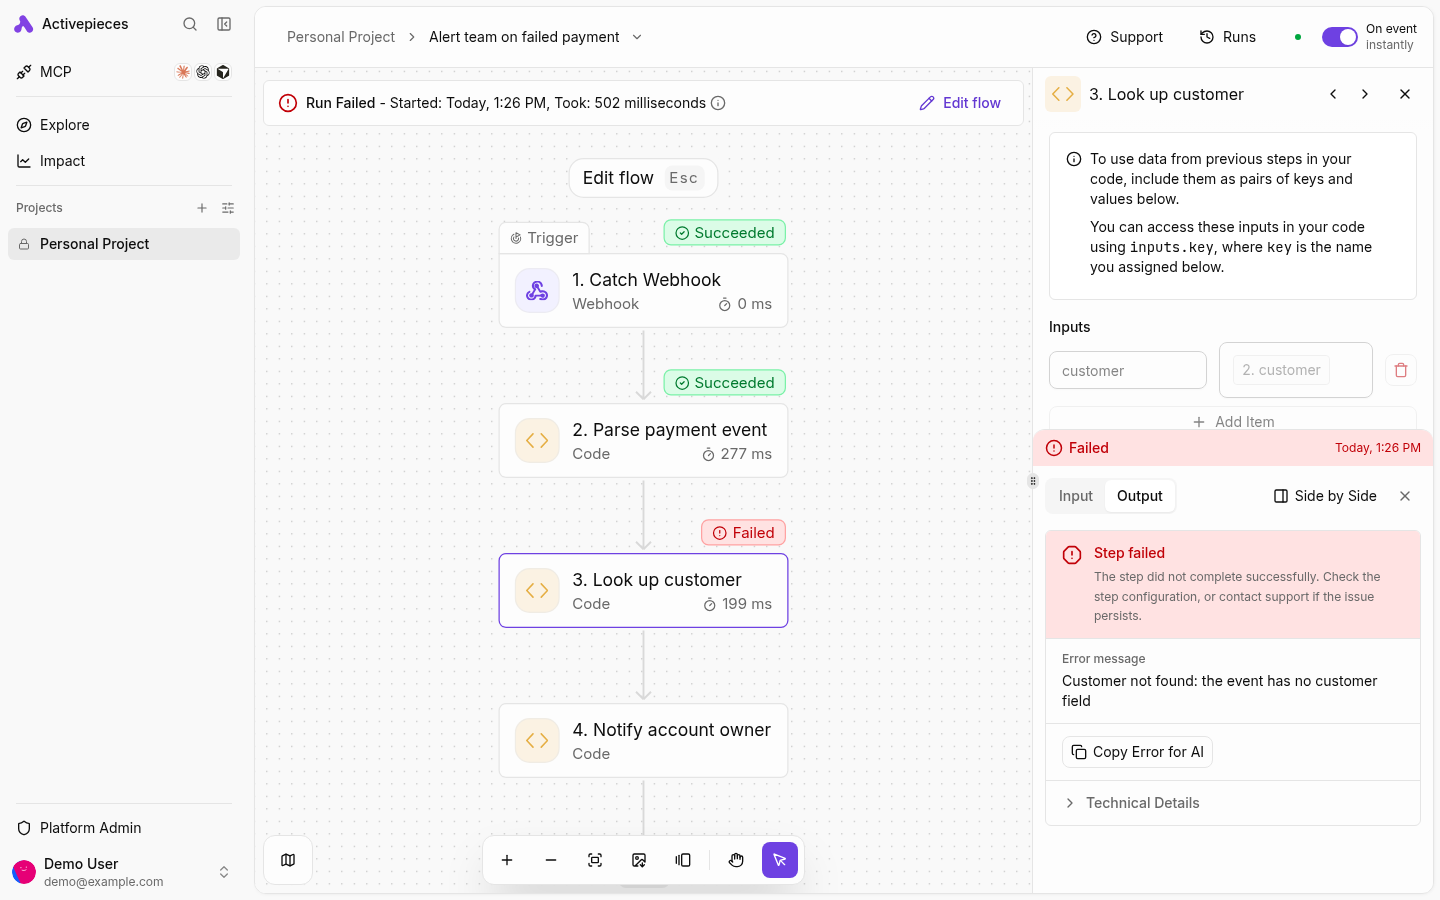 Activepieces
MCP
Explore
Impact
Projects
Personal Project
Platform Admin
Demo User
demo@example.com
Personal Project
Alert team on failed payment
Support
Runs
On event
instantly
Run Failed - Started: Today, 1:26 PM, Took: 502 milliseconds
Edit flow
Edit flow Esc
Trigger
Succeeded
1. Catch Webhook
Webhook
0 ms
Succeeded
2. Parse payment event
Code
277 ms
Failed
3. Look up customer
Code
199 ms
4. Notify account owner
Code
3. Look up customer
To use data from previous steps in your
code, include them as pairs of keys and
values below.
You can access these inputs in your code
using inputs.key, where key is the name
you assigned below.
Inputs
customer
2. customer
Add Item
Failed
Today, 1:26 PM
Input
Output
Side by Side
Step failed
The step did not complete successfully. Check the
step configuration, or contact support if the issue
persists.
Error message
Customer not found: the event has no customer
field
Copy Error for AI
Technical Details